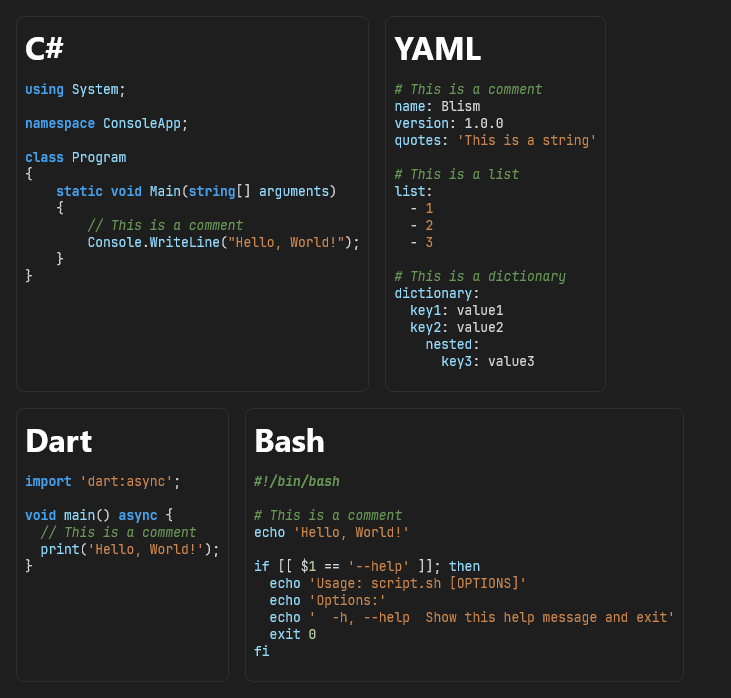 C#
using System;

namespace ConsoleApp;

class Program
{
    static void Main(string[] arguments)
    {
        // This is a comment
        Console.WriteLine("Hello, World!");
    }
}
YAML
# This is a comment
name: Blism
version: 1.0.0
quotes: 'This is a string'

# This is a list
list:
  - 1
  - 2
  - 3

# This is a dictionary
dictionary:
  key1: value1
  key2: value2
    nested:
      key3: value3
Dart
import 'dart:async';

void main() async {
  // This is a comment
  print('Hello, World!');
}
Bash
#!/bin/bash

# This is a comment
echo 'Hello, World!'

if [[ $1 == '--help' ]]; then
  echo 'Usage: script.sh [OPTIONS]'
  echo 'Options:'
  echo '  -h, --help  Show this help message and exit'
  exit 0
fi